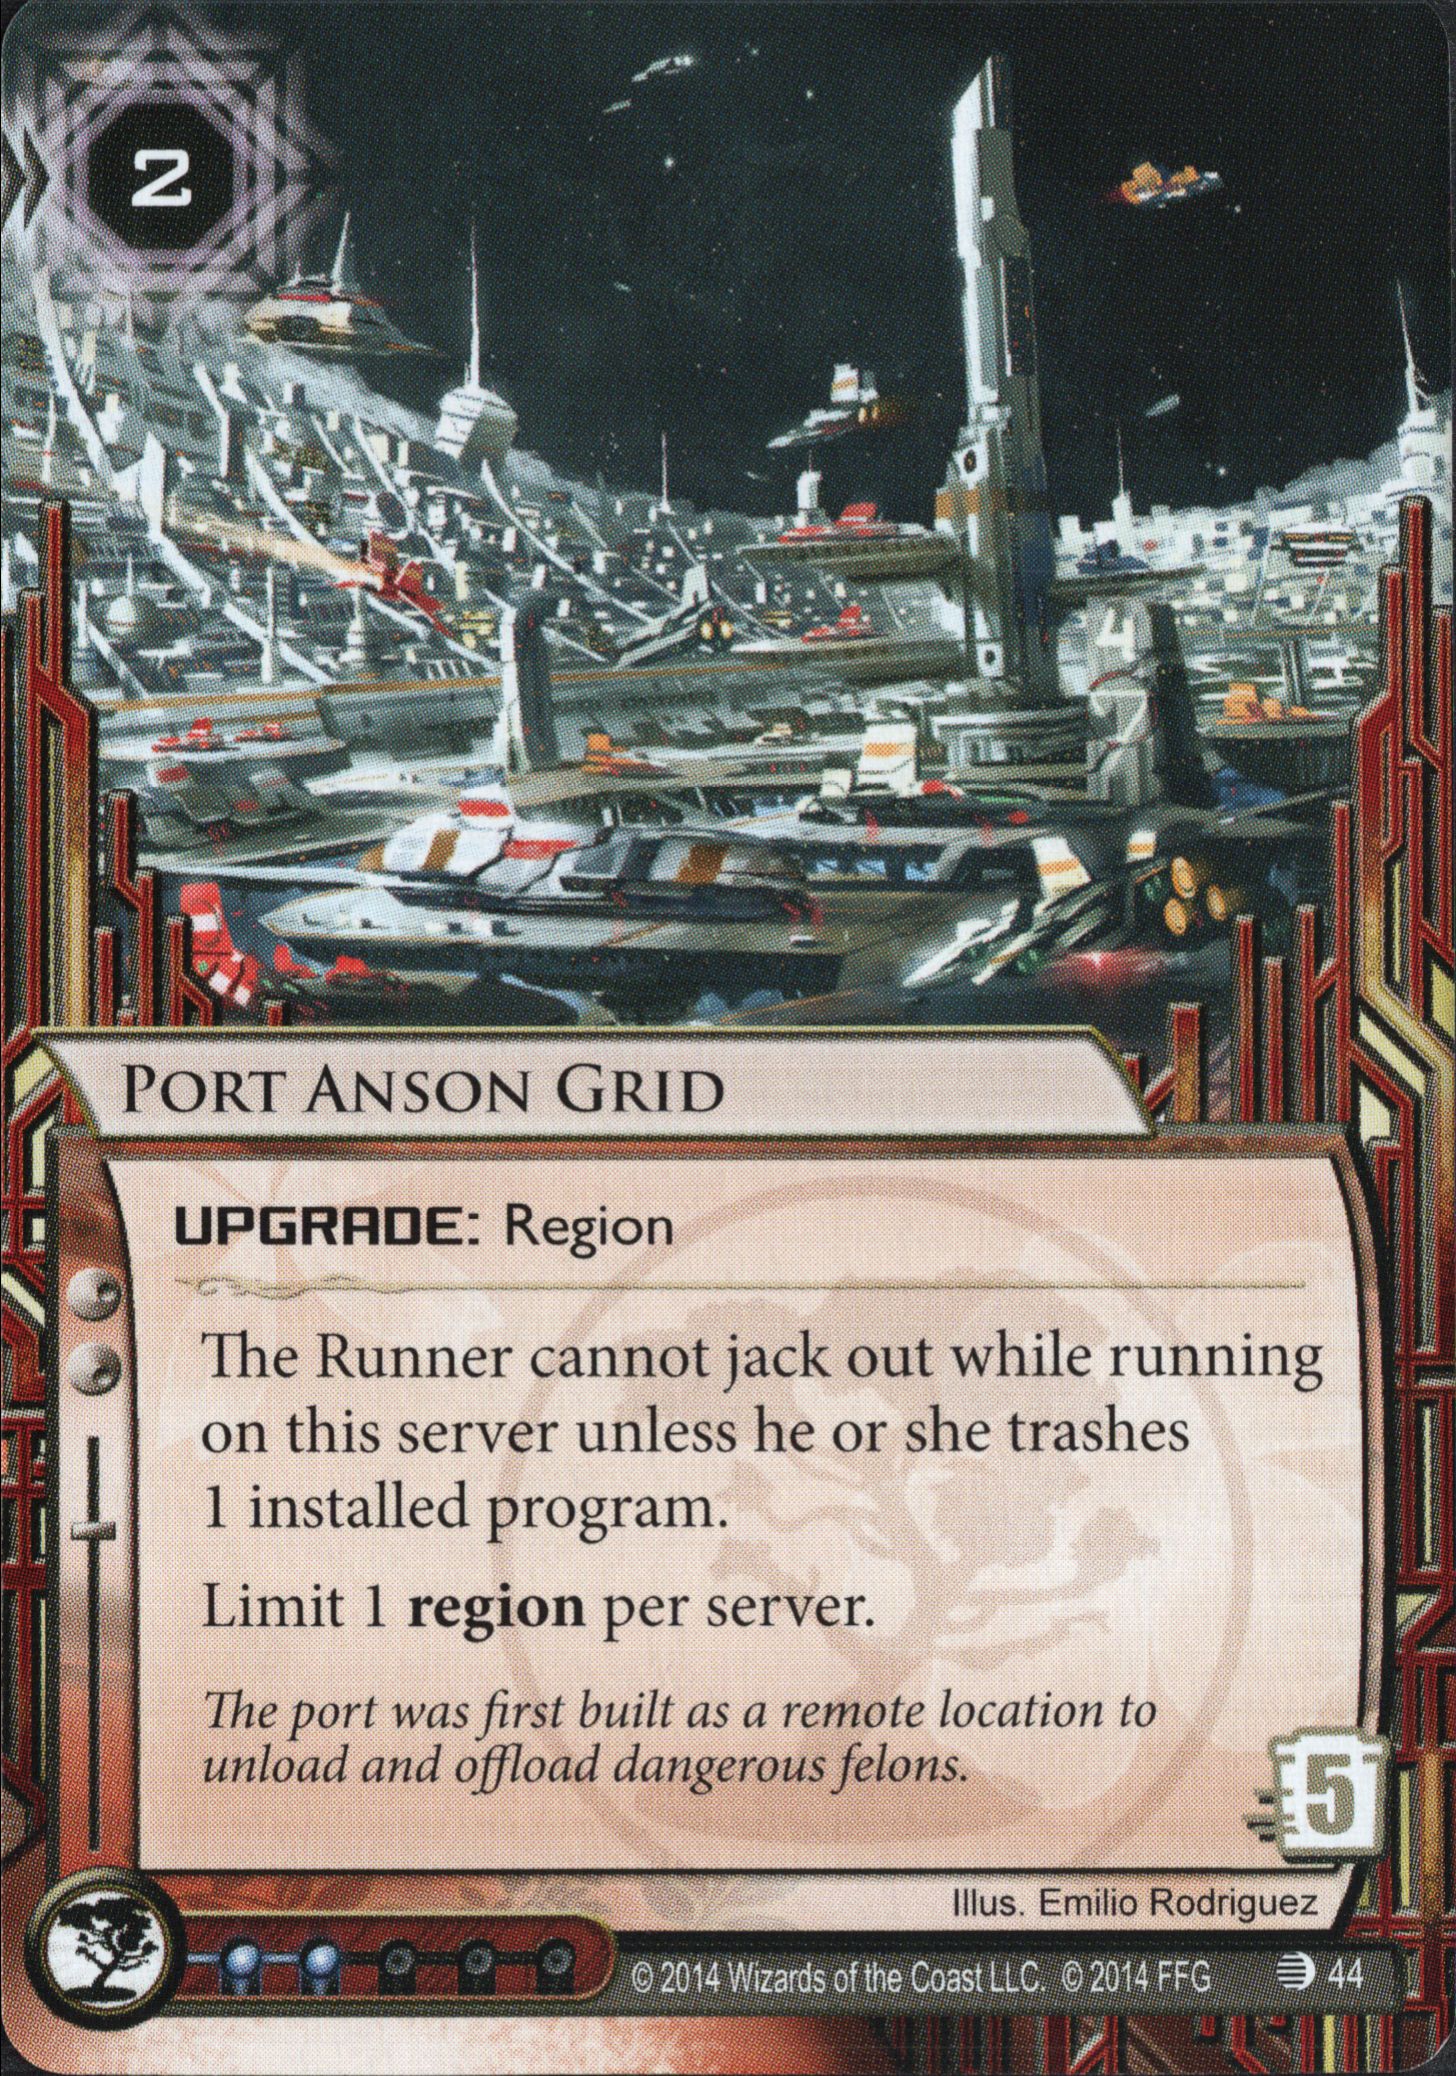 2
4
PORT ANSON GRID
UPGRADE: Region
The Runner cannot jack out while running
on this server unless he or she trashes
1 installed program.
Limit 1 region per server.
The port was first built as a remote location to
unload and offload dangerous felons.
5
Illus. Emilio Rodriguez
© 2014 Wizards of the Coast LLC. © 2014 FFG 44